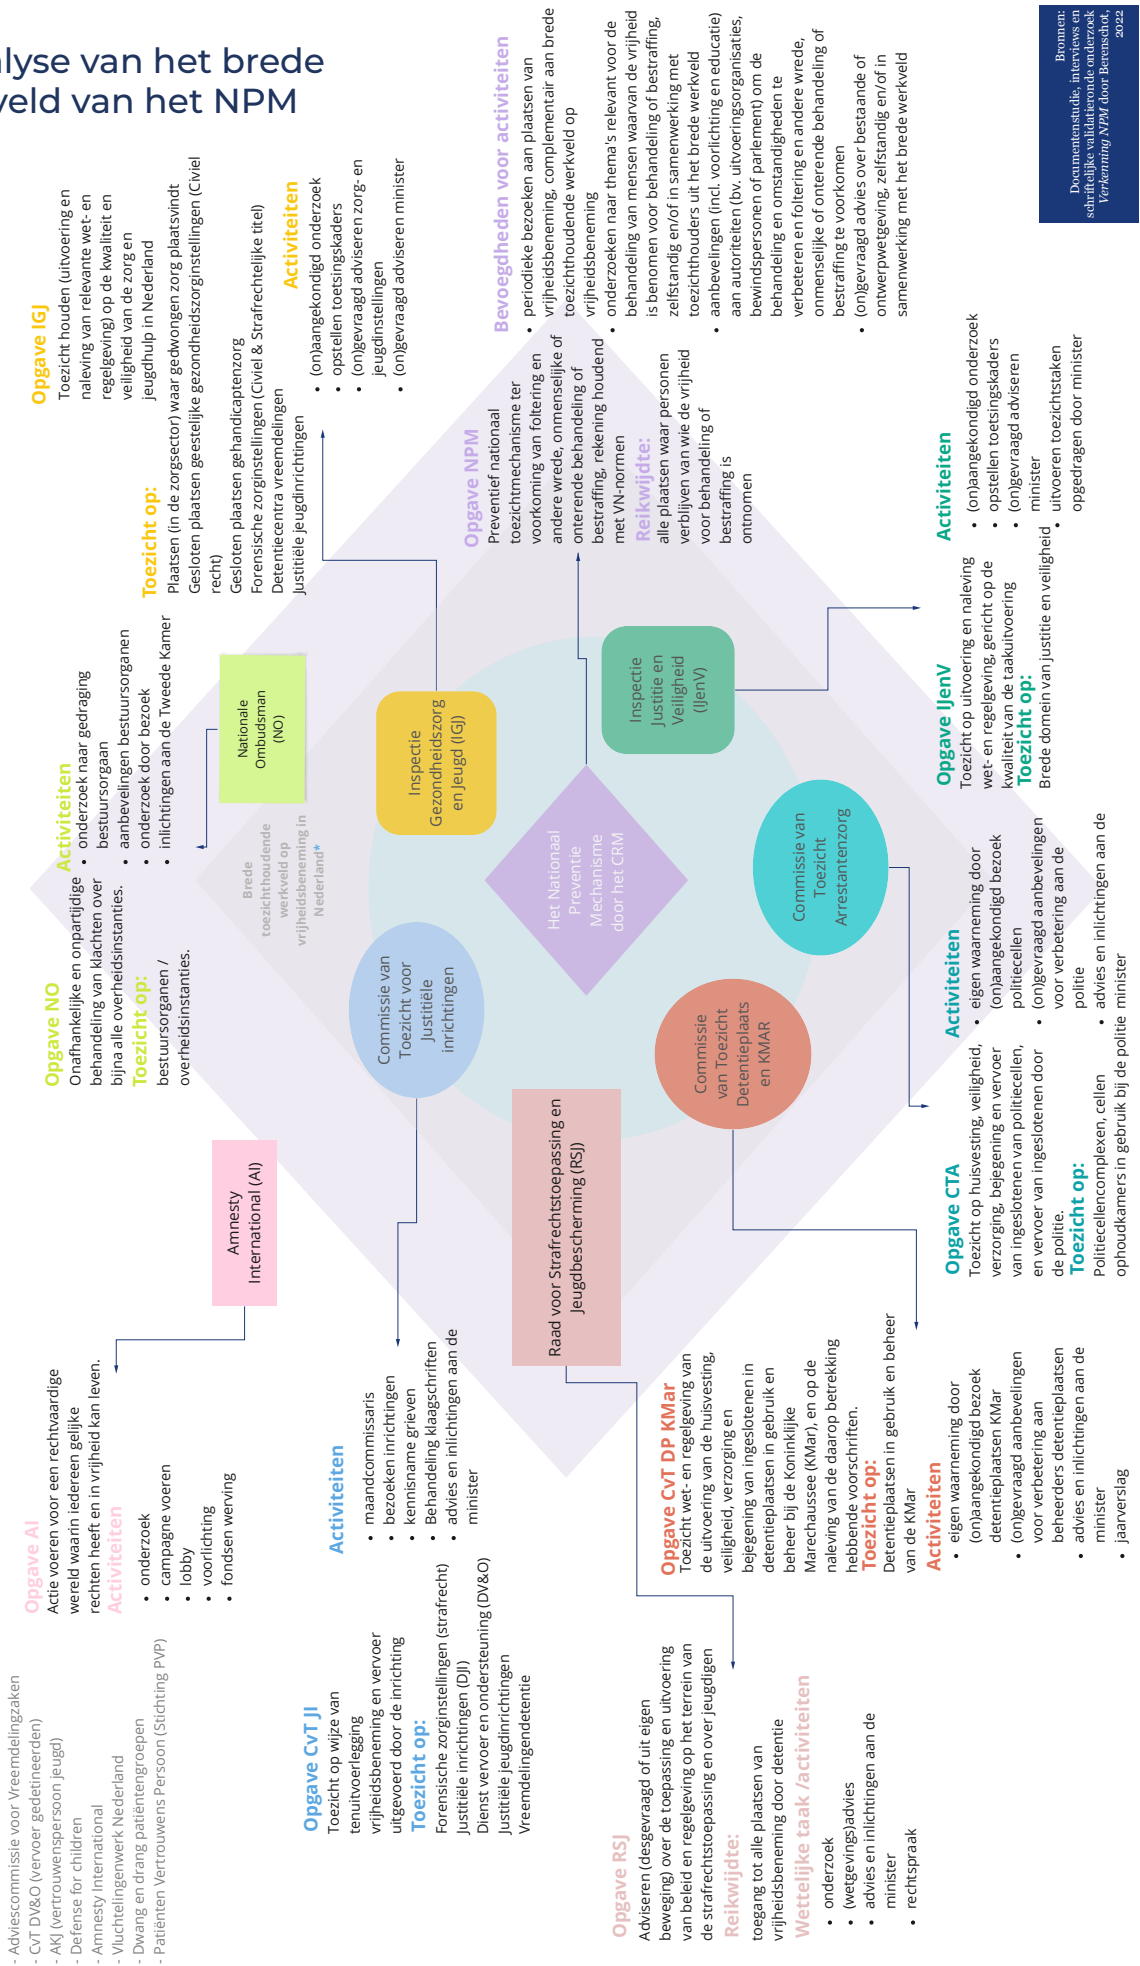 alyse van het brede
veld van het NPM
- Adviescommissie voor Vreemdelingzaken
- CvT DV&O (vervoer gedetineerden)
- AKJ (vertrouwenspersoon jeugd)
- Defense for children
- Amnesty International
- Vluchtelingenwerk Nederland
- Dwang en drang patiëntengroepen
- Patiënten Vertrouwens Persoon (Stichting PVP)
Opgave AI
Actie voeren voor een rechtvaardige
wereld waarin iedereen gelijke
rechten heeft en in vrijheid kan leven.
Activiteiten
• onderzoek
• campagne voeren
• lobby
• voorlichting
• fondsen werving
Amnesty
International (AI)
Opgave NO
Onafhankelijke en onpartijdige
behandeling van klachten over
bijna alle overheidsinstanties.
Toezicht op:
bestuursorganen /
overheidsinstanties.
Activiteiten
• onderzoek naar gedraging
bestuursorgaan
• aanbevelingen bestuursorganen
• onderzoek door bezoek
• inlichtingen aan de Tweede Kamer
Nationale
Ombudsman
(NO)
Brede
toezichthoudende
werkveld op
vrijheidsbeneming in
Nederland*
Opgave IGJ
Toezicht houden (uitvoering en
naleving van relevante wet- en
regelgeving) op de kwaliteit en
veiligheid van de zorg en
jeugdhulp in Nederland
Toezicht op:
Plaatsen (in de zorgsector) waar gedwongen zorg plaatsvindt
Gesloten plaatsen geestelijke gezondheidszorginstellingen (Civiel
recht)
Gesloten plaatsen gehandicaptenzorg
Forensische zorginstellingen (Civiel & Strafrechtelijke titel)
Detentiecentra vreemdelingen
Justitiële jeugdinrichtingen
Activiteiten
• (on)aangekondigd onderzoek
• opstellen toetsingskaders
• (on)gevraagd adviseren zorg- en
jeugdinstellingen
• (on)gevraagd adviseren minister
Opgave CvT JI
Toezicht op wijze van
tenuitvoerlegging
vrijheidsbeneming en vervoer
uitgevoerd door de inrichting
Toezicht op:
Forensische zorginstellingen (strafrecht)
Justitiële inrichtingen (DJI)
Dienst vervoer en ondersteuning (DV&O)
Justitiële jeugdinrichtingen
Vreemdelingendetentie
Activiteiten
• maandcommissaris
• bezoeken inrichtingen
• kennisname grieven
• Behandeling klaagschriften
• advies en inlichtingen aan de
minister
Commissie van
Toezicht voor
Justitiële
inrichtingen
Inspectie
Gezondheidszorg
en Jeugd (IGJ)
Het Nationaal
Preventie
Mechanisme
door het CRM
Opgave NPM
Preventief nationaal
toezichtmechanisme ter
voorkoming van foltering en
andere wrede, onmenselijke of
onterende behandeling of
bestraffing, rekening houdend
met VN-normen
Reikwijdte:
alle plaatsen waar personen
verblijven van wie de vrijheid
voor behandeling of
bestraffing is
ontnomen
Bevoegdheden voor activiteiten
• periodieke bezoeken aan plaatsen van
vrijheidsbeneming, complementair aan brede
toezichthoudende werkveld op
vrijheidsbeneming
• onderzoeken naar thema's relevant voor de
behandeling van mensen waarvan de vrijheid
is benomen voor behandeling of bestraffing,
zelfstandig en/of in samenwerking met
toezichthouders uit het brede werkveld
• aanbevelingen (incl. voorlichting en educatie)
aan autoriteiten (bv. uitvoeringsorganisaties,
bewindspersonen of parlement) om de
behandeling en omstandigheden te
verbeteren en foltering en andere wrede,
onmenselijke of onterende behandeling of
bestraffing te voorkomen
• (on)gevraagd advies over bestaande of
ontwerpwetgeving, zelfstandig en/of in
samenwerking met het brede werkveld
Raad voor Strafrechtstoepassing en
Jeugdbescherming (RSJ)
Commissie
van Toezicht
Detentieplaats
en KMAR
Commissie van
Toezicht
Arrestantenzorg
Inspectie
Justitie en
Veiligheid
(IJenV)
Opgave RSJ
Adviseren (desgevraagd of uit eigen
beweging) over de toepassing en uitvoering
van beleid en regelgeving op het terrein van
de strafrechtstoepassing en over jeugdigen
Reikwijdte:
toegang tot alle plaatsen van
vrijheidsbeneming door detentie
Wettelijke taak /activiteiten
• onderzoek
• (wetgevings)advies
• advies en inlichtingen aan de
minister
• rechtspraak
Opgave CvT DP KMar
Toezicht wet- en regelgeving van
de uitvoering van de huisvesting,
veiligheid, verzorging en
bejegening van ingeslotenen in
detentieplaatsen in gebruik en
beheer bij de Koninklijke
Marechaussee (KMar), en op de
naleving van de daarop betrekking
hebbende voorschriften.
Toezicht op:
Detentieplaatsen in gebruik en beheer
van de KMar
Activiteiten
• eigen waarneming door
(on)aangekondigd bezoek
detentieplaatsen KMar
• (on)gevraagd aanbevelingen
voor verbetering aan
beheerders detentieplaatsen
• advies en inlichtingen aan de
minister
• jaarverslag
Opgave CTA
Toezicht op huisvesting, veiligheid,
verzorging, bejegening en vervoer
van ingeslotenen van politiecellen,
en vervoer van ingeslotenen door
de politie.
Toezicht op:
Politiecellencomplexen, cellen
ophoudkamers in gebruik bij de politie
Activiteiten
• eigen waarneming door
(on)aangekondigd bezoek
politiecellen
• (on)gevraagd aanbevelingen
voor verbetering aan de
politie
• advies en inlichtingen aan de
minister
Opgave IJenV
Toezicht op uitvoering en naleving
wet- en regelgeving, gericht op de
kwaliteit van de taakuitvoering
Toezicht op:
Brede domein van justitie en veiligheid
Activiteiten
• (on)aangekondigd onderzoek
• opstellen toetsingskaders
• (on)gevraagd adviseren
minister
• uitvoeren toezichtstaken
opgedragen door minister
Bronnen:
Documentenstudie, interviews en
schriftelijke validatieronde onderzoek
Verkenning NPM door Berenschot,
2022